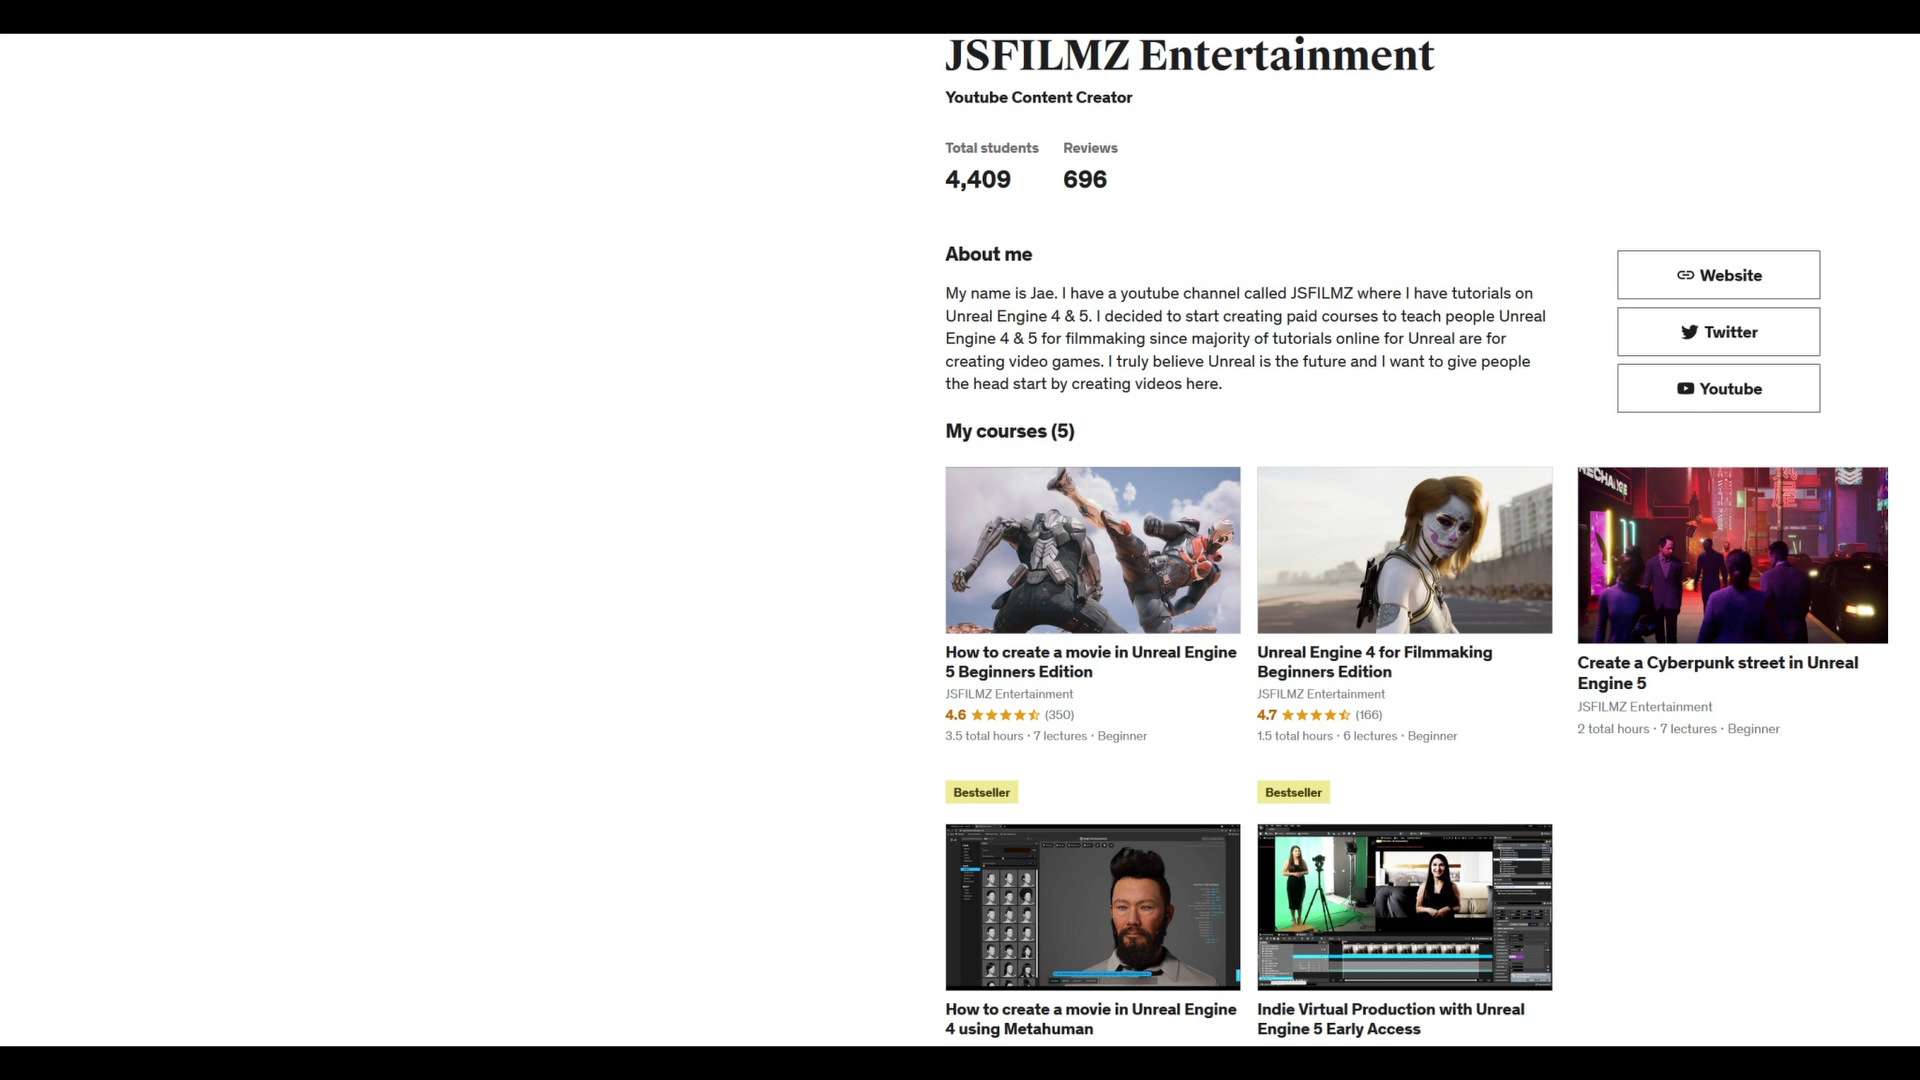 JSFILMZ Entertainment
Youtube Content Creator
Total students
Reviews
4,409
696
About me
My name is Jae. I have a youtube channel called JSFILMZ where I have tutorials on
Unreal Engine 4 & 5. I decided to start creating paid courses to teach people Unreal
Engine 4 & 5 for filmmaking since majority of tutorials online for Unreal are for
creating video games. I truly believe Unreal is the future and I want to give people
the head start by creating videos here.
Website
Twitter
Youtube
My courses (5)
How to create a movie in Unreal Engine
5 Beginners Edition
JSFILMZ Entertainment
4.6 (350)
3.5 total hours · 7 lectures · Beginner
Bestseller
Unreal Engine 4 for Filmmaking
Beginners Edition
JSFILMZ Entertainment
4.7 (166)
1.5 total hours · 6 lectures · Beginner
Bestseller
Create a Cyberpunk street in Unreal
Engine 5
JSFILMZ Entertainment
2 total hours · 7 lectures · Beginner
How to create a movie in Unreal Engine
4 using Metahuman
Indie Virtual Production with Unreal
Engine 5 Early Access